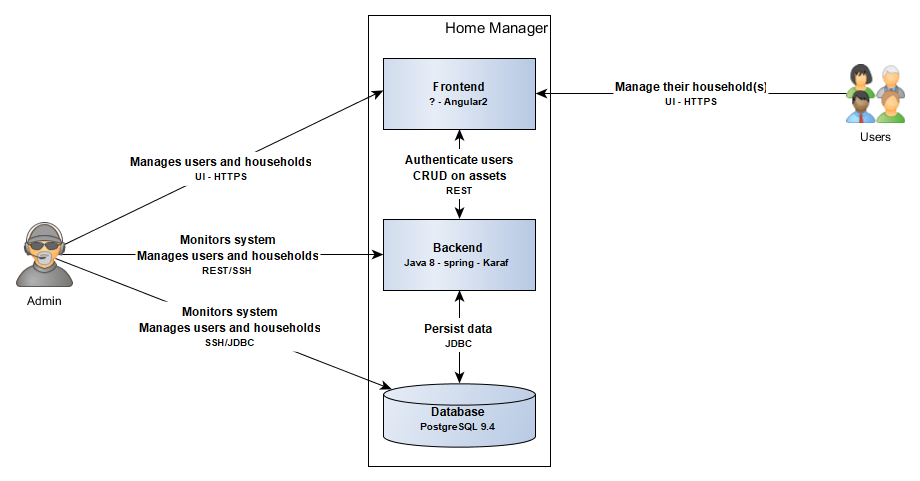 Home Manager
Frontend
? - Angular2
Manage their household(s)
UI - HTTPS
Users
Authenticate users
CRUD on assets
REST
Manages users and households
UI - HTTPS
Monitors system
Manages users and households
REST/SSH
Backend
Java 8 - spring - Karaf
Admin
Monitors system
Manages users and households
SSH/JDBC
Persist data
JDBC
Database
PostgreSQL 9.4